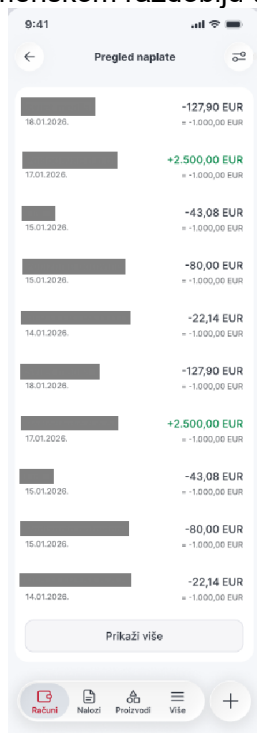 9:41
Pregled naplate
-127,90 EUR
18.01.2026. = -1.000,00 EUR
+2.500,00 EUR
17.01.2026. = -1.000,00 EUR
-43,08 EUR
15.01.2026. = -1.000,00 EUR
-80,00 EUR
15.01.2026. = -1.000,00 EUR
-22,14 EUR
14.01.2026. = -1.000,00 EUR
-127,90 EUR
18.01.2026. = -1.000,00 EUR
+2.500,00 EUR
17.01.2026. = -1.000,00 EUR
-43,08 EUR
15.01.2026. = -1.000,00 EUR
-80,00 EUR
15.01.2026. = -1.000,00 EUR
-22,14 EUR
14.01.2026. = -1.000,00 EUR
Prikaži više
Računi Nalozi Proizvodi Više